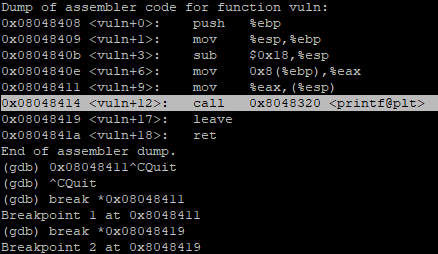 Dump of assembler code for function vuln:
0x08048408 <vuln+0>: push %ebp
0x08048409 <vuln+1>: mov %esp,%ebp
0x0804840b <vuln+3>: sub $0x18,%esp
0x0804840e <vuln+6>: mov 0x8(%ebp),%eax
0x08048411 <vuln+9>: mov %eax,(%esp)
0x08048414 <vuln+12>: call 0x8048320 <printf@plt>
0x08048419 <vuln+17>: leave
0x0804841a <vuln+18>: ret
End of assembler dump.
(gdb) 0x08048411^CQuit
(gdb) ^CQuit
(gdb) break *0x08048411
Breakpoint 1 at 0x8048411
(gdb) break *0x08048419
Breakpoint 2 at 0x8048419